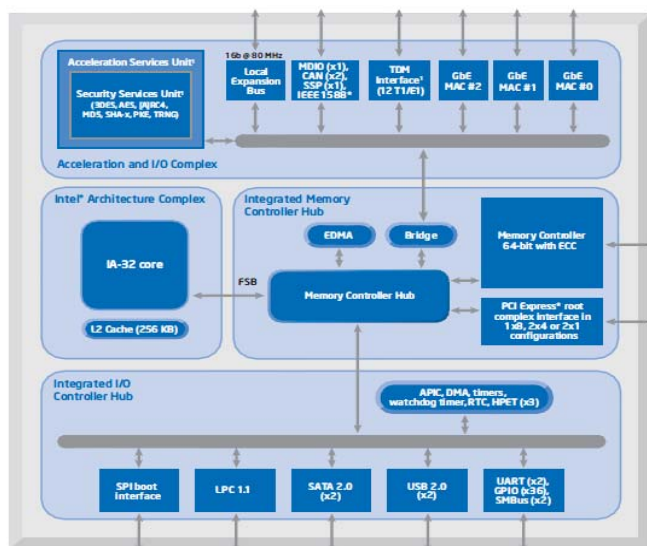 16b @ 80 MHz
Acceleration Services Unit¹
Security Services Unit¹
(3DES, AES, (A)RC4,
MD5, SHA-x, PKE, TRNG)
Local
Expansion
Bus
MDIO (x1),
CAN (x2),
SSP (x1),
IEEE 1588*
TDM
Interface¹
(12 T1/E1)
GbE
MAC #2
GbE
MAC #1
GbE
MAC #0
Acceleration and I/O Complex
Intel® Architecture Complex
IA-32 core
L2 Cache (256 KB)
FSB
Integrated Memory
Controller Hub
EDMA
Bridge
Memory Controller Hub
Memory Controller
64-bit with ECC
PCI Express* root
complex interface in
1x8, 2x4 or 2x1
configurations
Integrated I/O
Controller Hub
APIC, DMA, timers,
watchdog timer, RTC, HPET (x3)
SPI boot
Interface
LPC 1.1
SATA 2.0
(x2)
USB 2.0
(x2)
UART (x2),
GPIO (x36),
SMBus (x2)